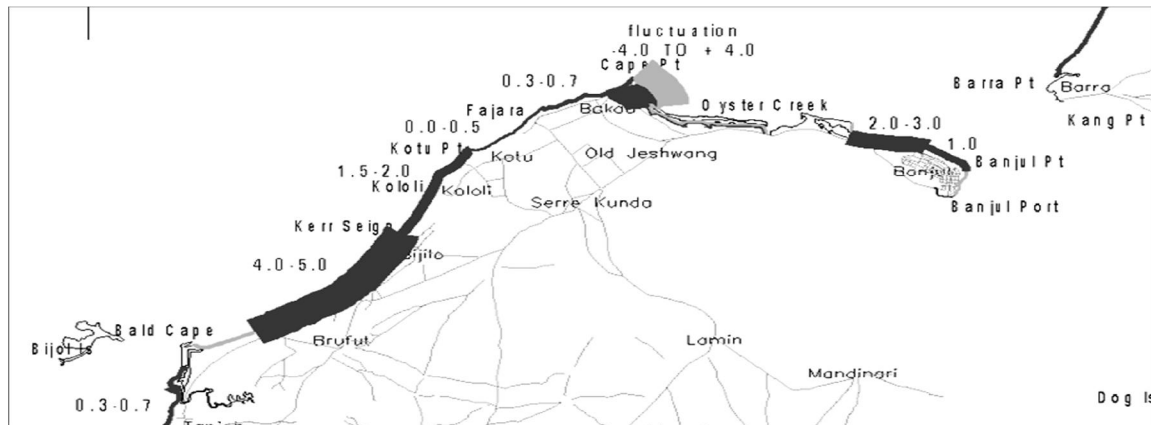 fluctuation
-4.0 TO + 4.0
Cape Pt
0.3-0.7
Barra Pt
Barra
Fajara
Bakau
Oyster Creek
Kang Pt
0.0-0.5
2.0-3.0
1.0
Kotu Pt
Kotu
Old Jeshwang
Banjul Pt
1.5-2.0
Banjul
Kololi
Kololi
Serre Kunda
Banjul Port
Kerr Seign
Bijilo
4.0-5.0
Bald Cape
Bijolis
Brufut
Lamin
Mandinari
0.3-0.7
Dog Is